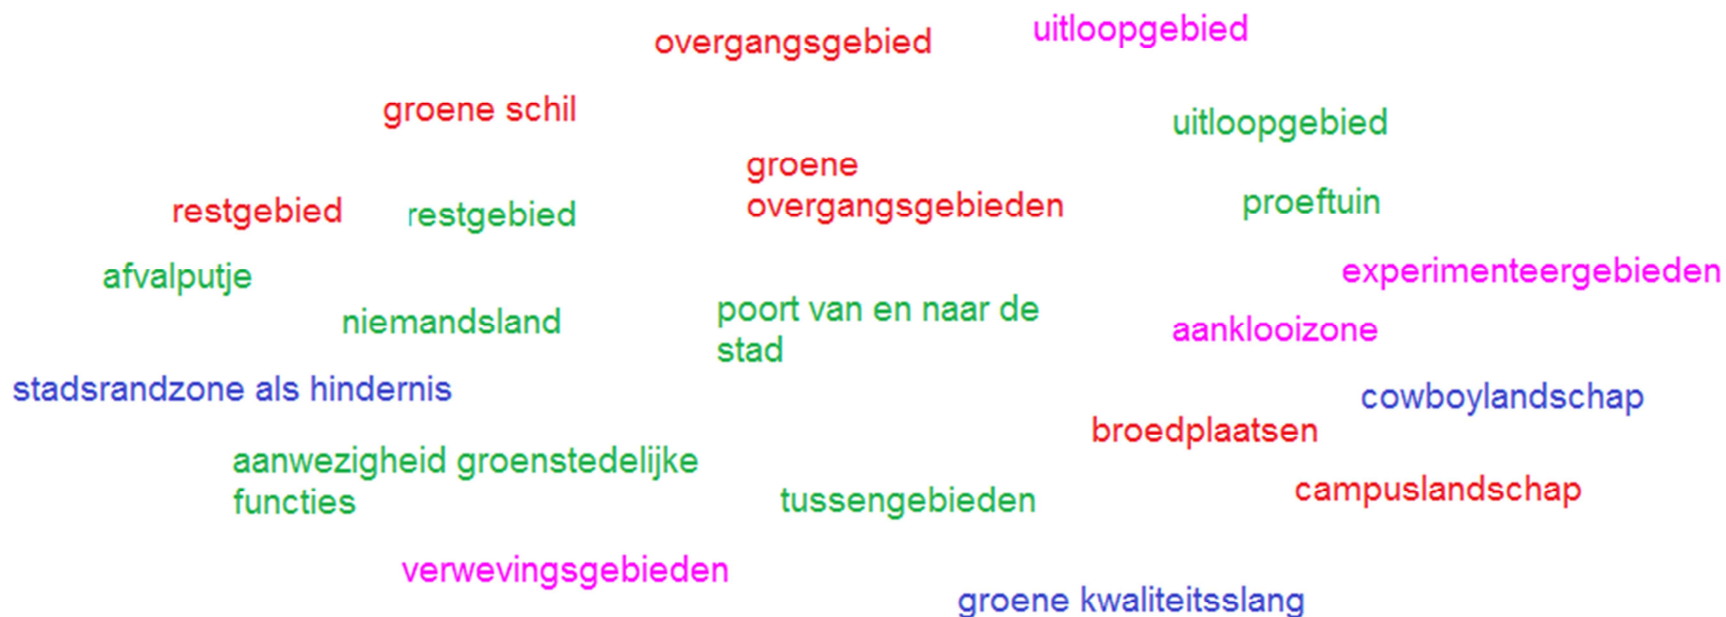 uitloopgebied
overgangsgebied
groene schil
uitloopgebied
groene
overgangsgebieden
proeftuin
restgebied
restgebied
afvalputje
experimenteergebieden
niemandsland
poort van en naar de
stad
aanklooizone
stadsrandzone als hindernis
cowboylandschap
broedplaatsen
aanwezigheid groenstedelijke
functies
campuslandschap
tussengebieden
verwevingsgebieden
groene kwaliteitsslang